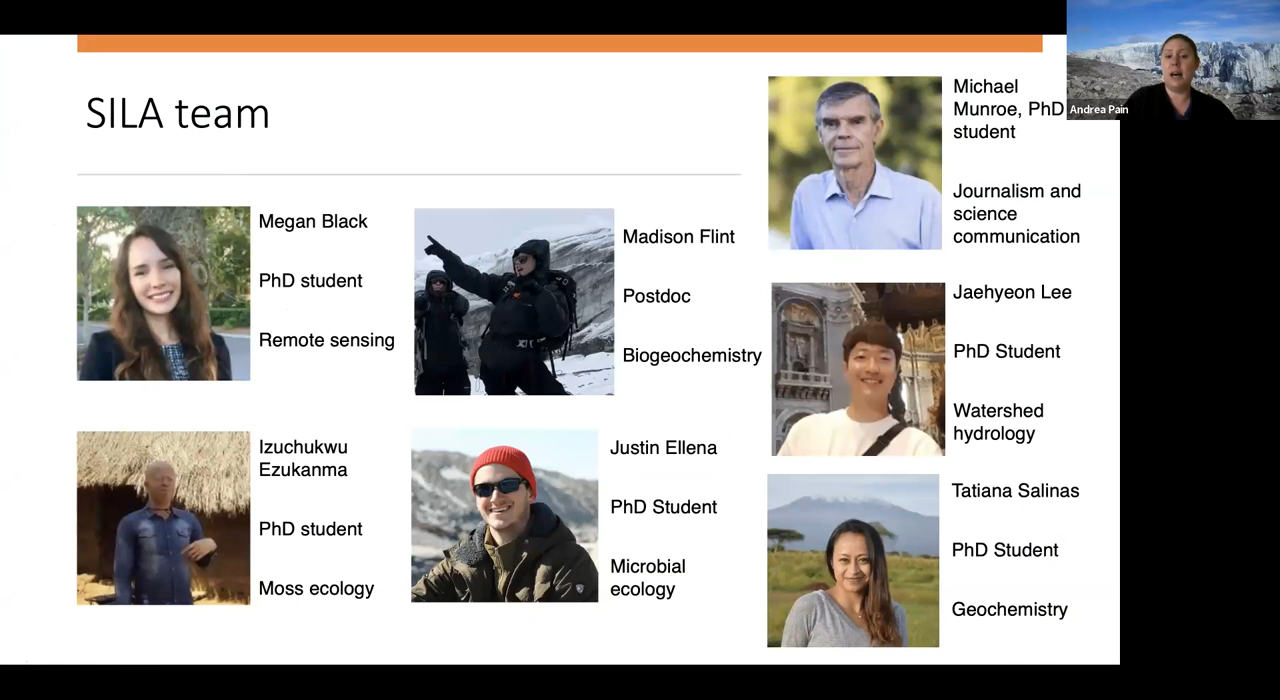 SILA team
Megan Black
PhD student
Remote sensing
Izuchukwu
Ezukanma
PhD student
Moss ecology
Madison Flint
Postdoc
Biogeochemistry
Justin Ellena
PhD Student
Microbial
ecology
Michael
Munroe, PhD
student
Journalism and
science
communication
Jaehyeon Lee
PhD Student
Watershed
hydrology
Tatiana Salinas
PhD Student
Geochemistry
Andrea Pain